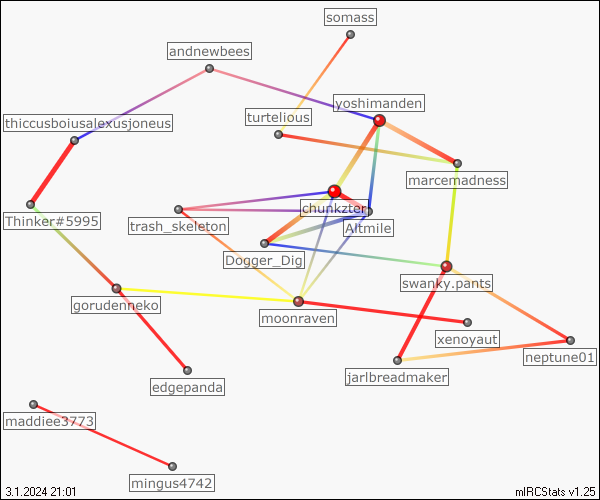 somass
andnewbees
yoshimanden
turtelious
thiccusboiusalexusjoneus
marcemadness
chunkzter
Thinker#5995
trash_skeleton
Altmile
Dogger_Dig
swanky.pants
gorudenneko
moonraven
xenoyaut
neptune01
jarlbreadmaker
edgepanda
maddiee3773
mingus4742
3.1.2024 21:01
mIRCStats v1.25